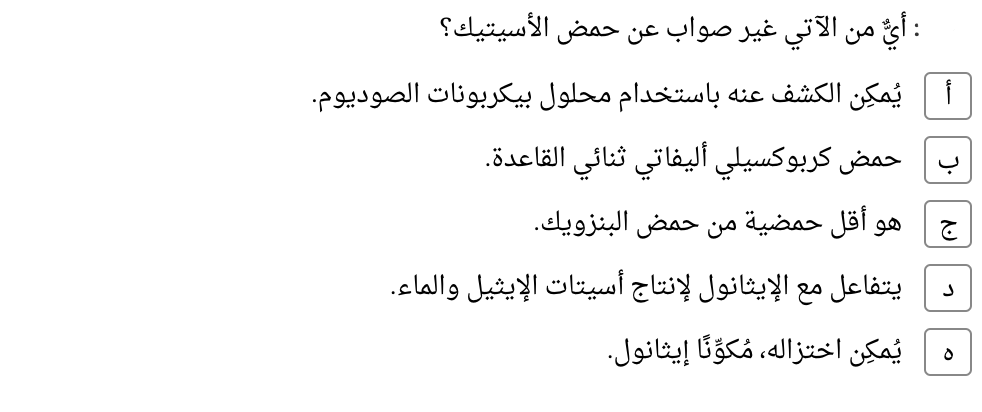 : أيٌّ من الآتي غير صواب عن حمض الأسيتيك؟
أ يُمكِن الكشف عنه باستخدام محلول بيكربونات الصوديوم.
ب حمض كربوكسيلي أليفاتي ثنائي القاعدة.
ج هو أقل حمضية من حمض البنزويك.
د يتفاعل مع الإيثانول لإنتاج أسيتات الإيثيل والماء.
ه يُمكِن اختزاله، مُكوِّنًا إيثانول.